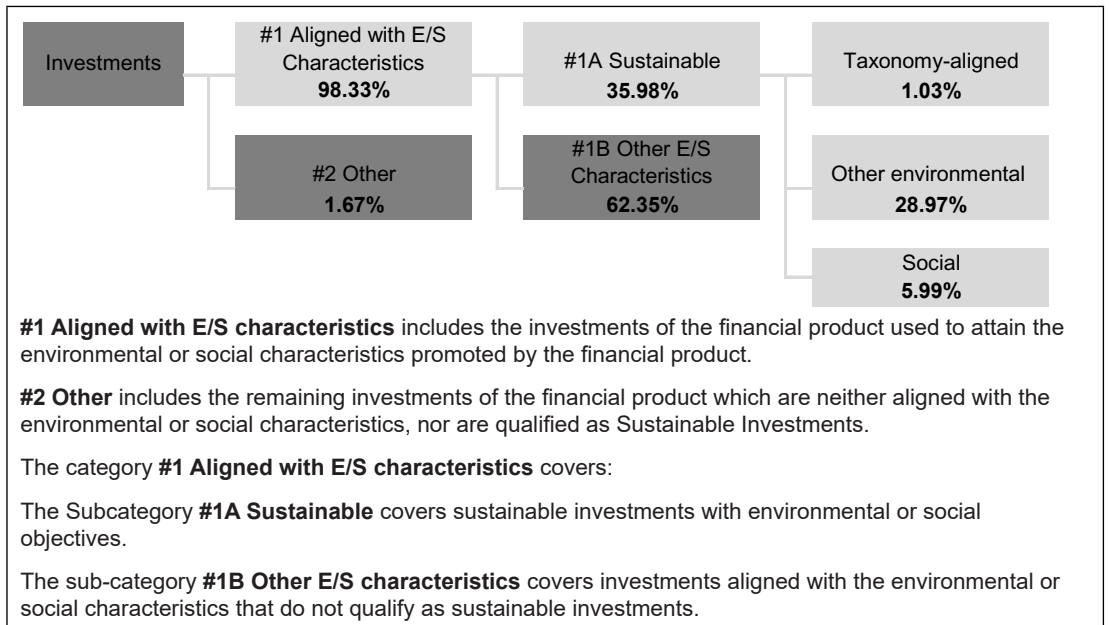 Investments
#1 Aligned with E/S
Characteristics
98.33%
#1A Sustainable
35.98%
Taxonomy-aligned
1.03%
#2 Other
1.67%
#1B Other E/S
Characteristics
62.35%
Other environmental
28.97%
Social
5.99%
#1 Aligned with E/S characteristics includes the investments of the financial product used to attain the
environmental or social characteristics promoted by the financial product.
#2 Other includes the remaining investments of the financial product which are neither aligned with the
environmental or social characteristics, nor are qualified as Sustainable Investments.
The category #1 Aligned with E/S characteristics covers:
The Subcategory #1A Sustainable covers sustainable investments with environmental or social
objectives.
The sub-category #1B Other E/S characteristics covers investments aligned with the environmental or
social characteristics that do not qualify as sustainable investments.